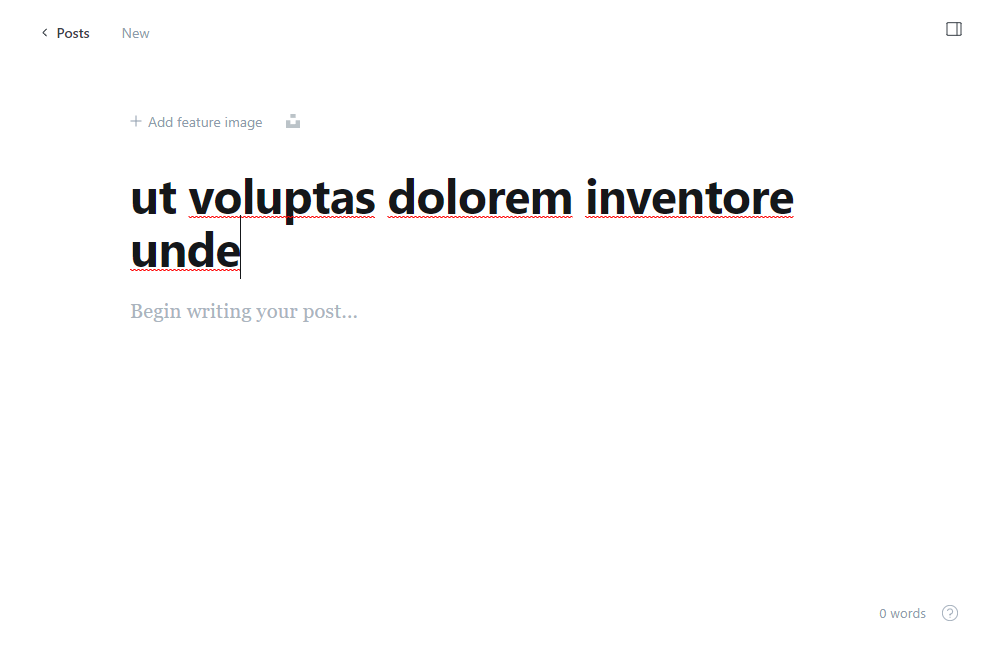 Posts New
Add feature image
ut voluptas dolorem inventore
unde
Begin writing your post...
0 words